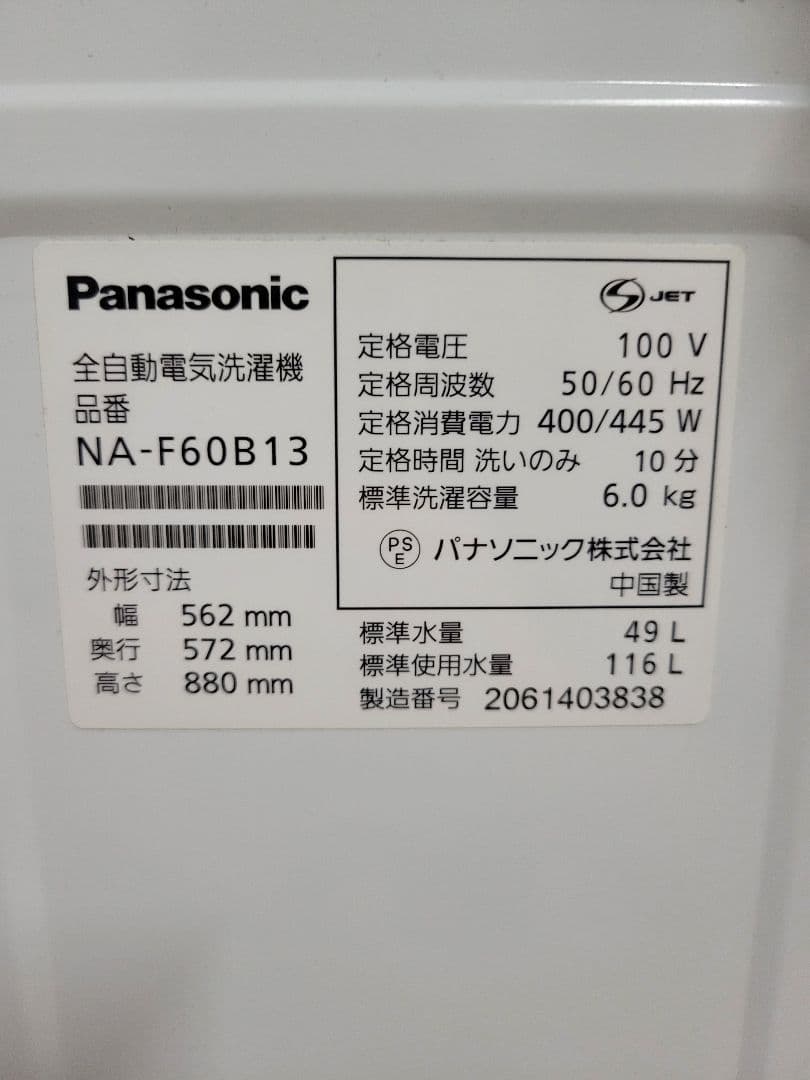 Panasonic
全自動電気洗濯機
品番
NA-F60B13
外形寸法
幅 562 mm
奥行 572 mm
高さ 880 mm
S JET
定格電圧 100 V
定格周波数 50/60 Hz
定格消費電力 400/445 W
定格時間 洗いのみ 10 分
標準洗濯容量 6.0 kg
PS E パナソニック株式会社
中国製
標準水量 49 L
標準使用水量 116 L
製造番号 2061403838